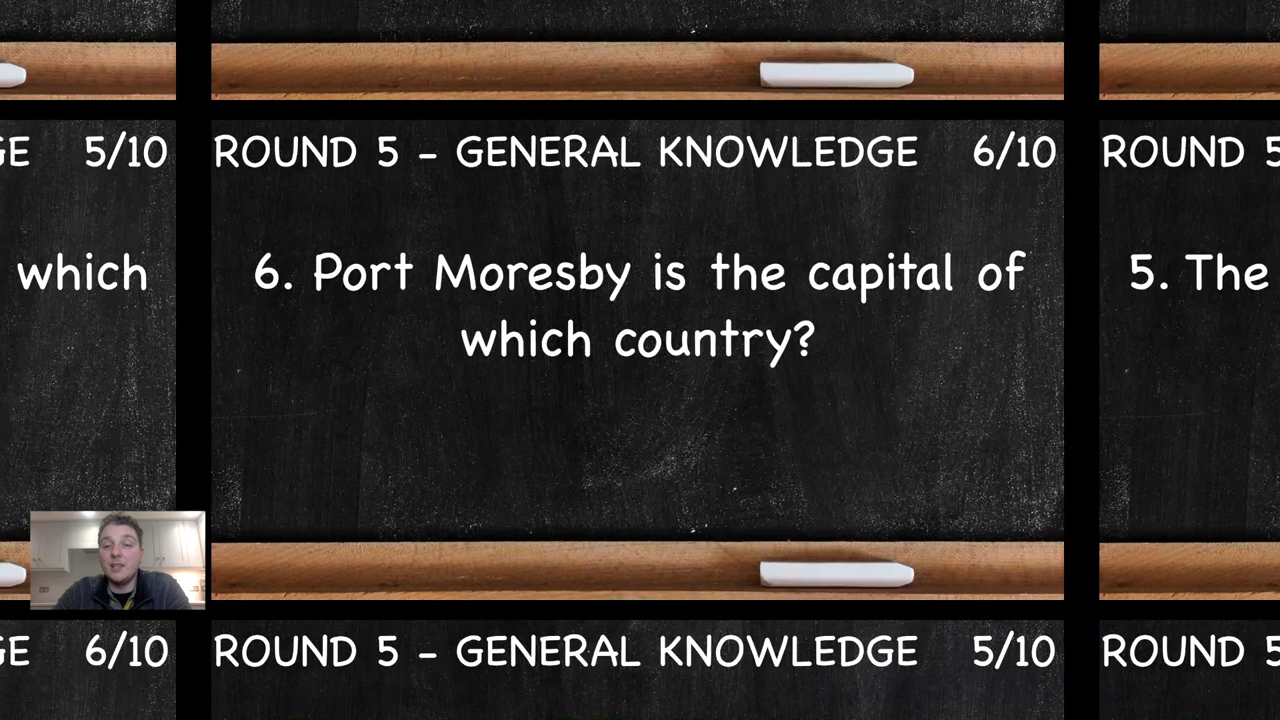 GE 5/10
which
ROUND 5 - GENERAL KNOWLEDGE 6/10
6. Port Moresby is the capital of
which country?
ROUND 5
5. The
GE 6/10
ROUND 5 - GENERAL KNOWLEDGE 5/10
ROUND 5